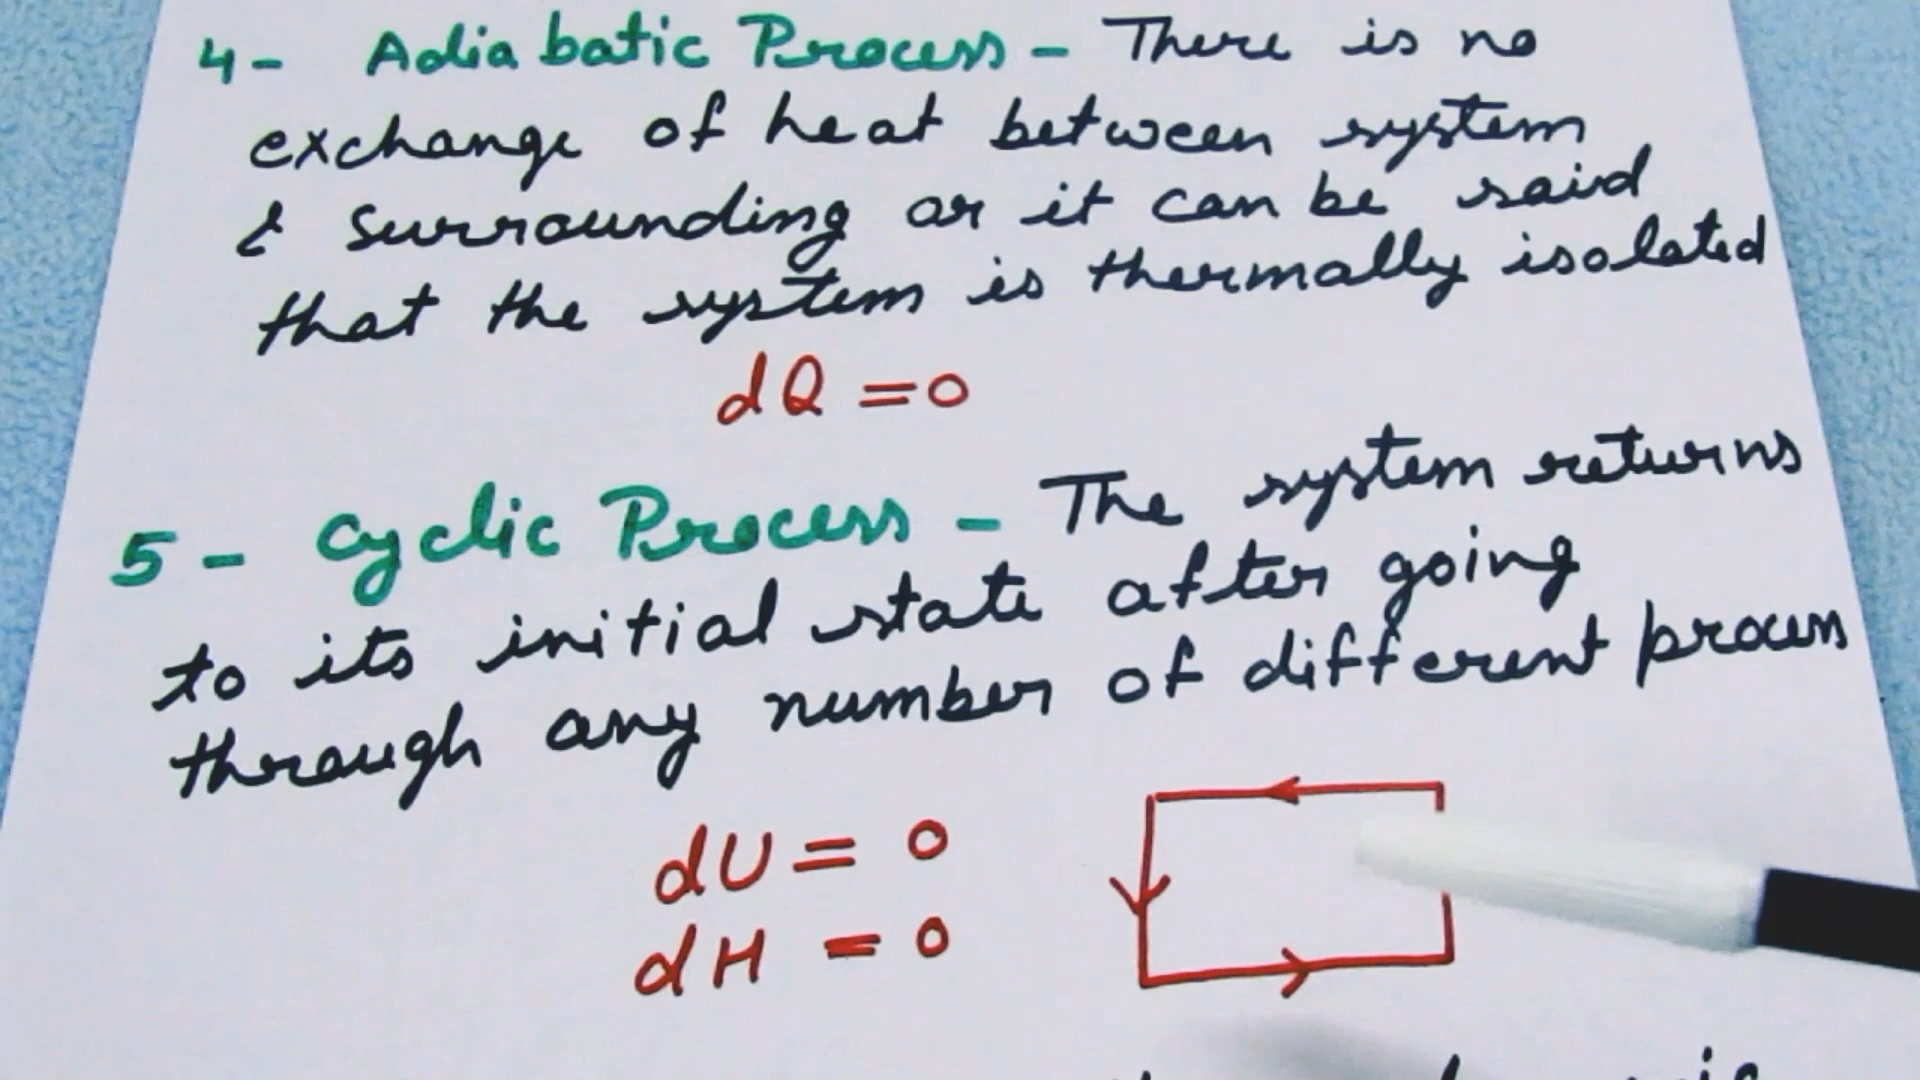 4- Adiabatic Process - There is no
exchange of heat between system
& surrounding or it can be said
that the system is thermally isolated
dQ = 0
5- Cyclic Process - The system returns
to its initial state after going
through any number of different process
dU = 0
dH = 0